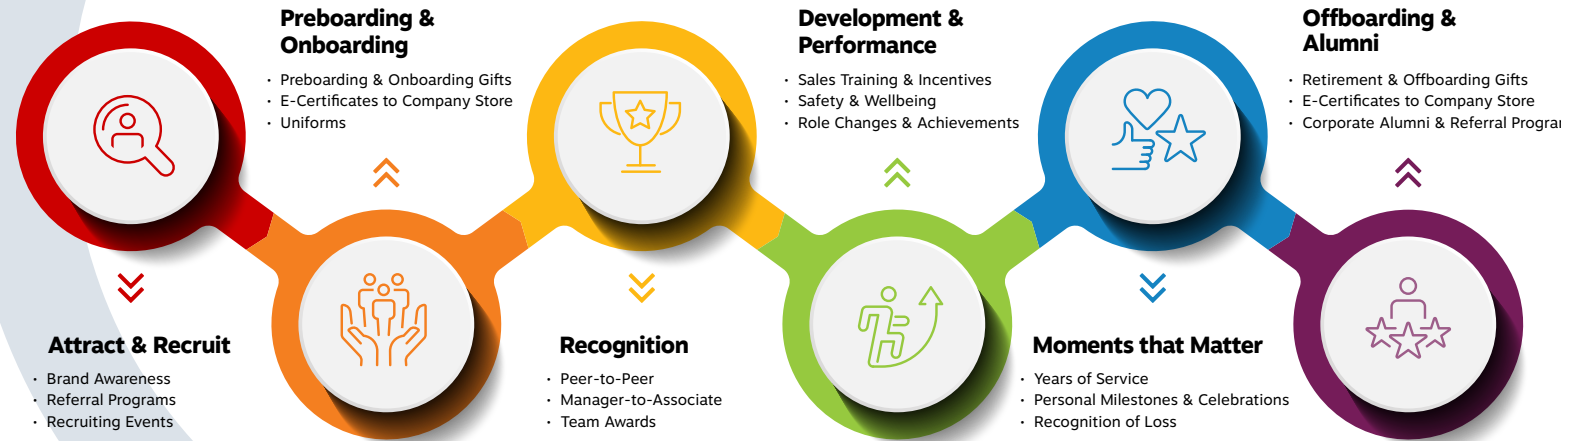 Preboarding &
Onboarding
• Preboarding & Onboarding Gifts
• E-Certificates to Company Store
• Uniforms
Development &
Performance
• Sales Training & Incentives
• Safety & Wellbeing
• Role Changes & Achievements
Offboarding &
Alumni
• Retirement & Offboarding Gifts
• E-Certificates to Company Store
• Corporate Alumni & Referral
Attract & Recruit
• Brand Awareness
• Referral Programs
• Recruiting Events
Recognition
• Peer-to-Peer
• Manager-to-Associate
• Team Awards
Moments that Matter
• Years of Service
• Personal Milestones & Celebrations
• Recognition of Loss